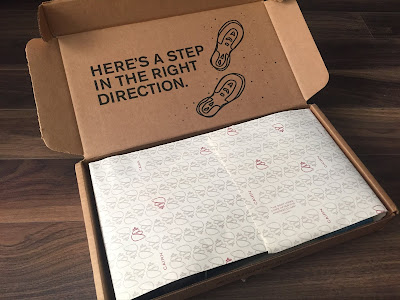 HERE'S A STEP
IN THE RIGHT
DIRECTION.